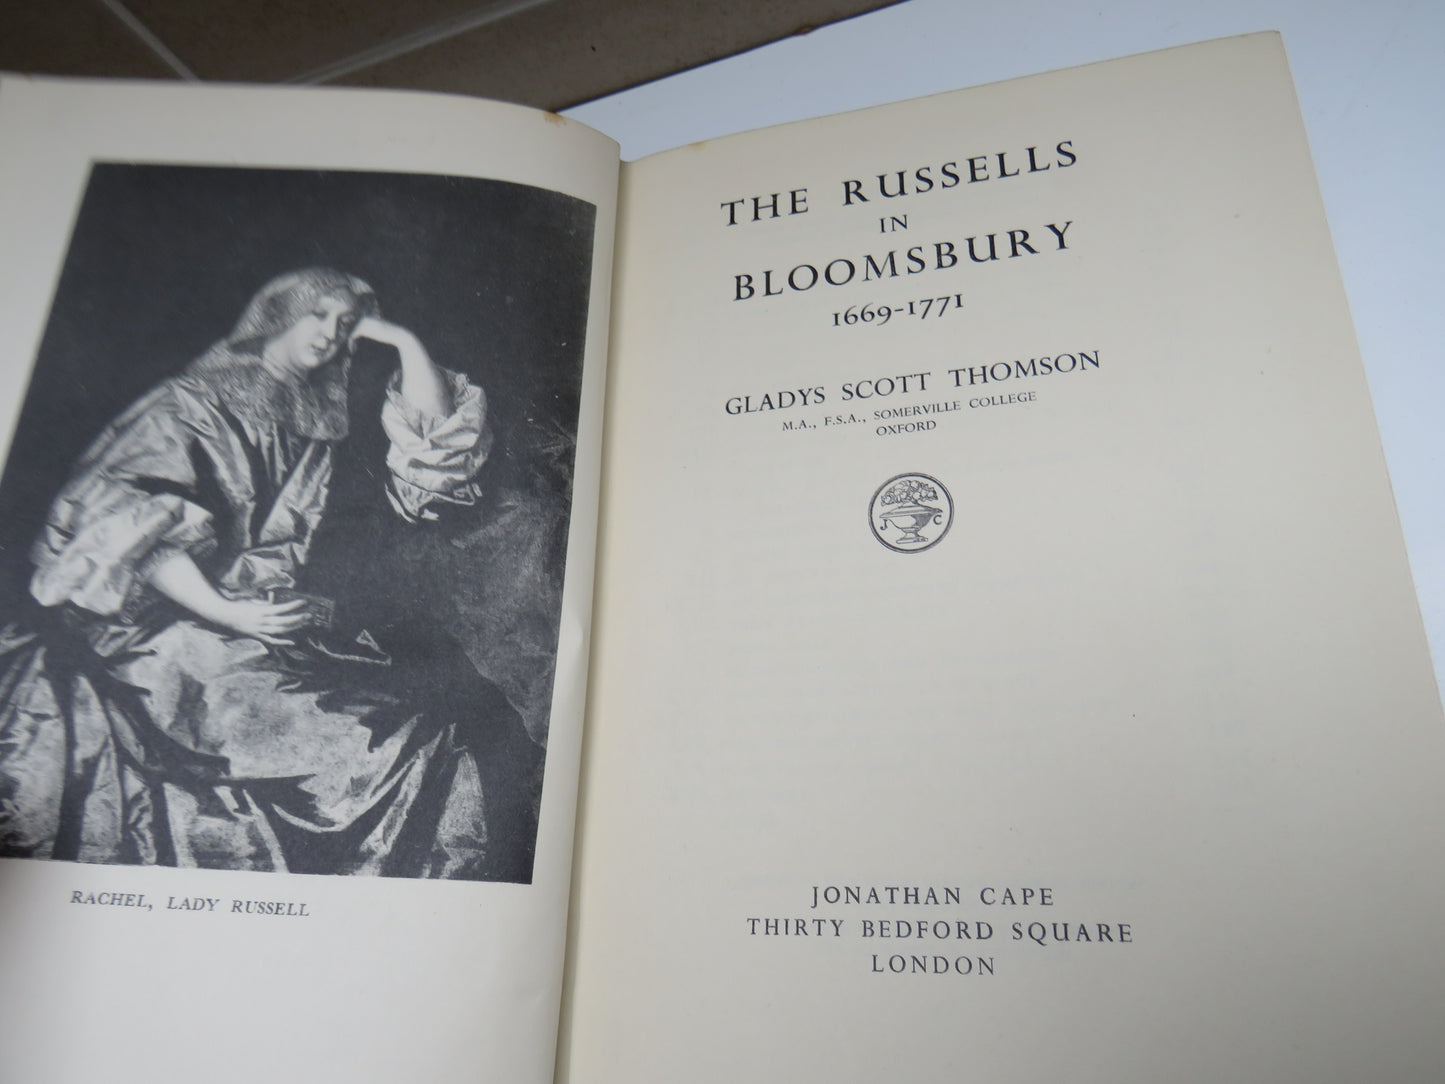 RACHEL, LADY RUSSELL
THE RUSSELLS
IN
BLOOMSBURY
1669-1771
GLADYS SCOTT THOMSON
M.A., F.S.A., SOMERVILLE COLLEGE
OXFORD
J C
JONATHAN CAPE
THIRTY BEDFORD SQUARE
LONDON